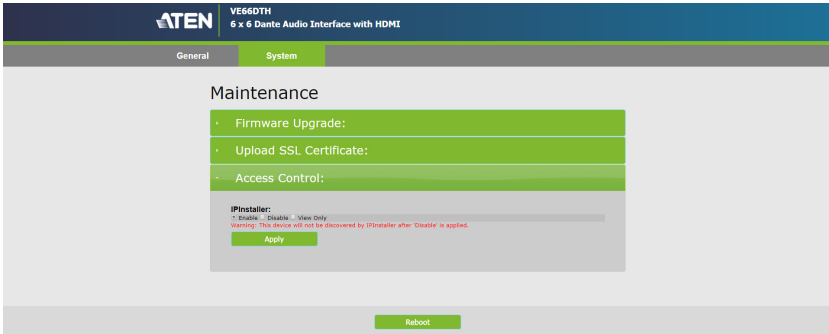 ATEN
VE66DTH
6 x 6 Dante Audio Interface with HDMI
General System
Maintenance
Firmware Upgrade:
Upload SSL Certificate:
Access Control:
IPInstaller:
Enable Disable View Only
Warning: This device will not be discovered by IPInstaller after 'Disable' is applied.
Apply
Reboot